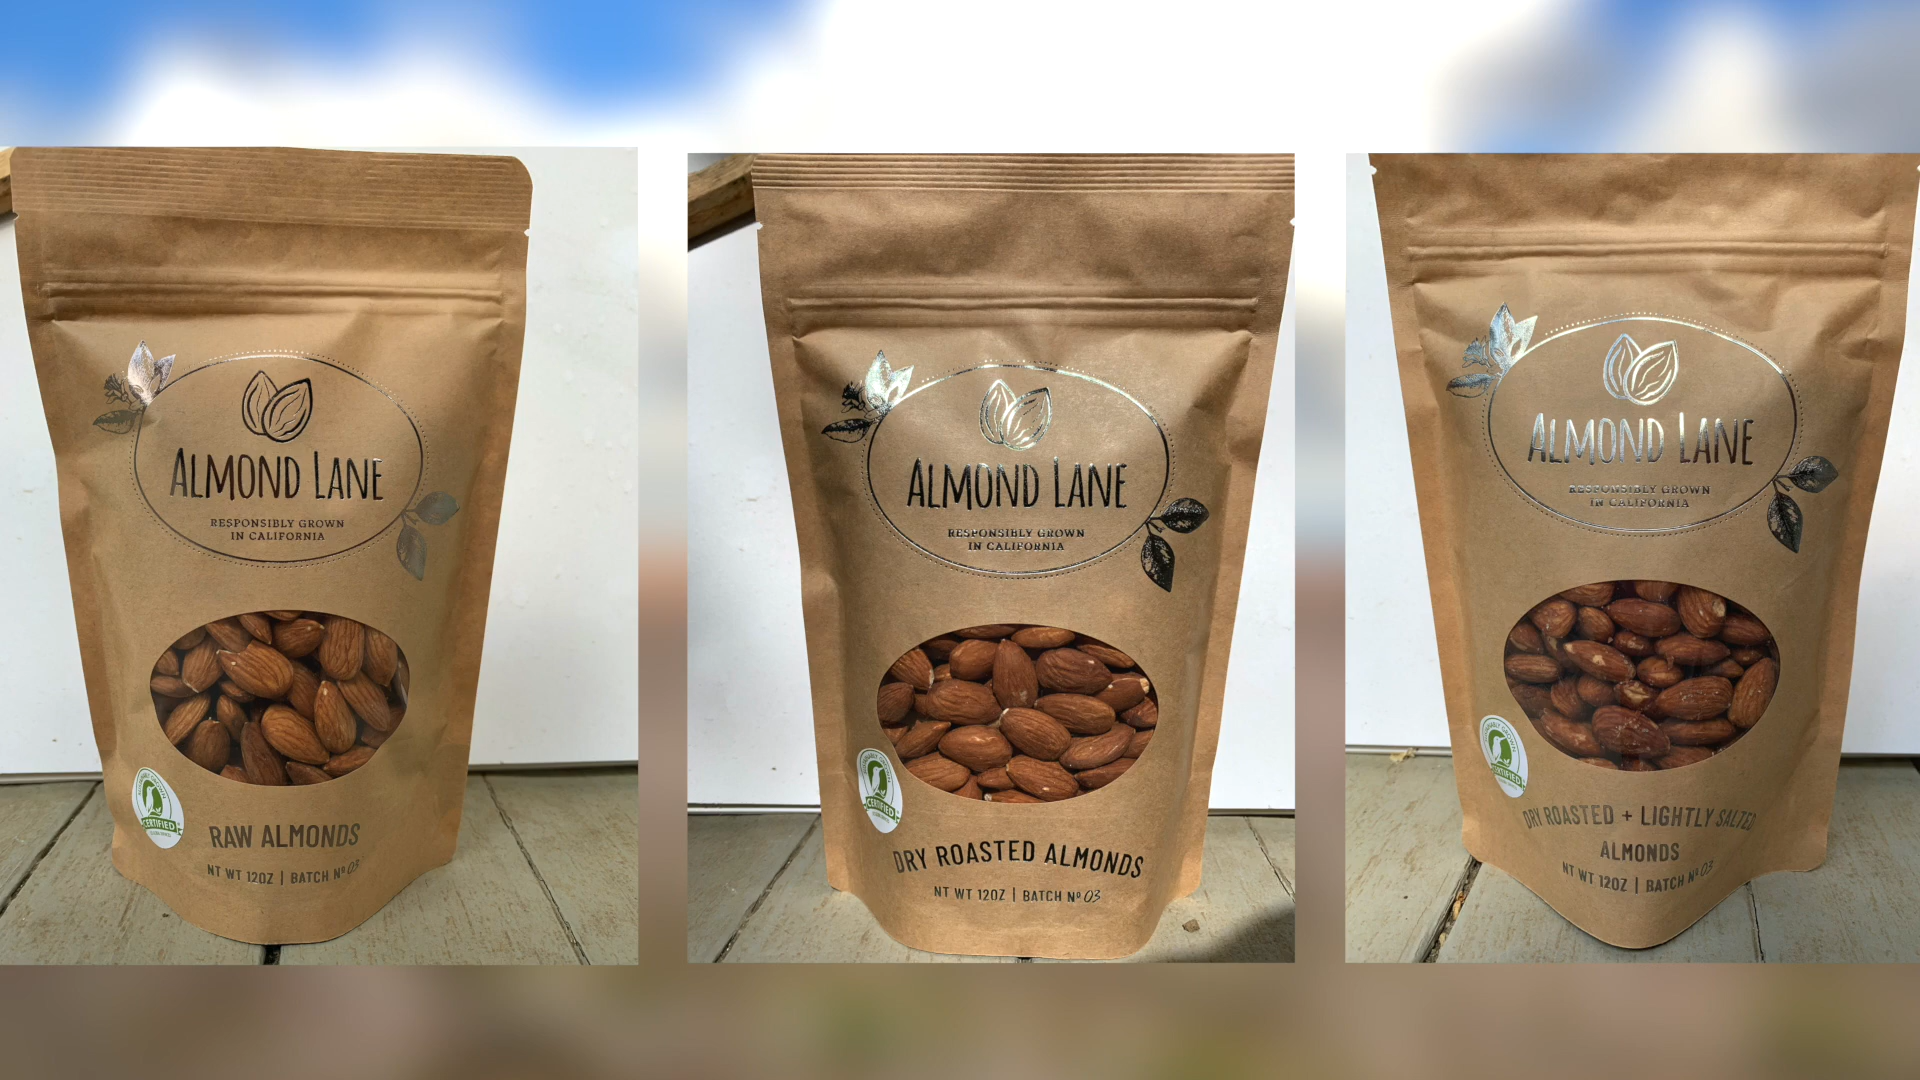 ALMOND LANE
RESPONSIBLY GROWN
IN CALIFORNIA
CERTIFIED
RAW ALMONDS
NT WT 12OZ | BATCH Nº 03
ALMOND LANE
RESPONSIBLY GROWN
IN CALIFORNIA
CERTIFIED
DRY ROASTED ALMONDS
NT WT 12OZ | BATCH Nº 03
ALMOND LANE
RESPONSIBLY GROWN
IN CALIFORNIA
CERTIFIED
DRY ROASTED + LIGHTLY SALTED
ALMONDS
NT WT 12OZ | BATCH Nº 03